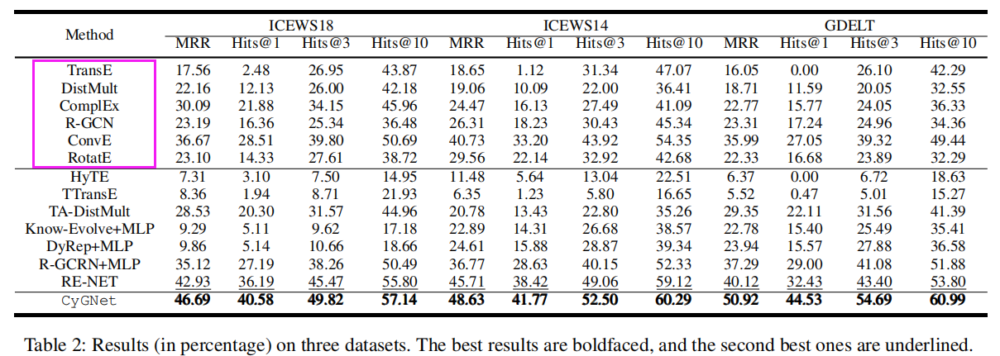 Method ICEWS18 ICEWS14 GDELT
MRR Hits@1 Hits@3 Hits@10 MRR Hits@1 Hits@3 Hits@10 MRR Hits@1 Hits@3 Hits@10
TransE 17.56 2.48 26.95 43.87 18.65 1.12 31.34 47.07 16.05 0.00 26.10 42.29
DistMult 22.16 12.13 26.00 42.18 19.06 10.09 22.00 36.41 18.71 11.59 20.05 32.55
ComplEx 30.09 21.88 34.15 45.96 24.47 16.13 27.49 41.09 22.77 15.77 24.05 36.33
R-GCN 23.19 16.36 25.34 36.48 26.31 18.23 30.43 45.34 23.31 17.24 24.96 34.36
ConvE 36.67 28.51 39.80 50.69 40.73 33.20 43.92 54.35 35.99 27.05 39.32 49.44
RotatE 23.10 14.33 27.61 38.72 29.56 22.14 32.92 42.68 22.33 16.68 23.89 32.29
HyTE 7.31 3.10 7.50 14.95 11.48 5.64 13.04 22.51 6.37 0.00 6.72 18.63
TTransE 8.36 1.94 8.71 21.93 6.35 1.23 5.80 16.65 5.52 0.47 5.01 15.27
TA-DistMult 28.53 20.30 31.57 44.96 20.78 13.43 22.80 35.26 29.35 22.11 31.56 41.39
Know-Evolve+MLP 9.29 5.11 9.62 17.18 22.89 14.31 26.68 38.57 22.78 15.40 25.49 35.41
DyRep+MLP 9.86 5.14 10.66 18.66 24.61 15.88 28.87 39.34 23.94 15.57 27.88 36.58
R-GCRN+MLP 35.12 27.19 38.26 50.49 36.77 28.63 40.15 52.33 37.29 29.00 41.08 51.88
RE-NET 42.93 36.19 45.47 55.80 45.71 38.42 49.06 59.12 40.12 32.43 43.40 53.80
CyGNet 46.69 40.58 49.82 57.14 48.63 41.77 52.50 60.29 50.92 44.53 54.69 60.99
Table 2: Results (in percentage) on three datasets. The best results are boldfaced, and the second best ones are underlined.